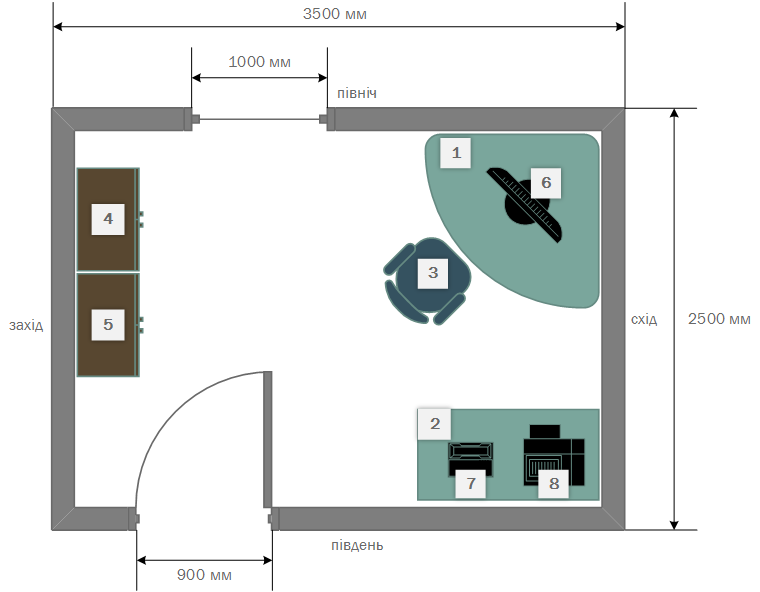 3500 мм
1000 мм
північ
1
6
4
3
5
захід
схід
2500 мм
2
7
8
південь
900 мм